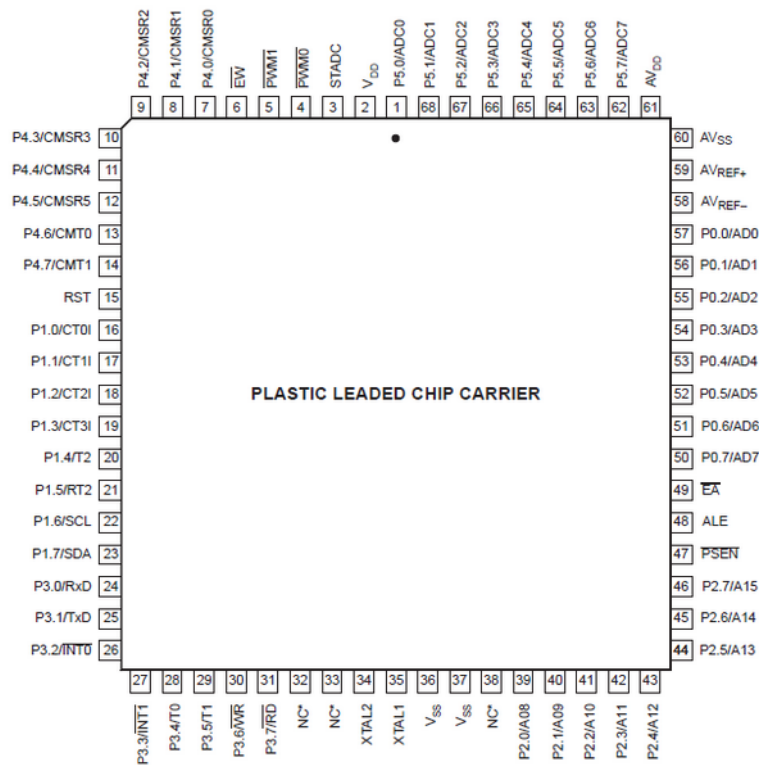 P4.2/CMSR2
P4.1/CMSR1
P4.0/CMSR0
EW
PWM1
PWM0
STADC
VDD
P5.0/ADC0
P5.1/ADC1
P5.2/ADC2
P5.3/ADC3
P5.4/ADC4
P5.5/ADC5
P5.6/ADC6
P5.7/ADC7
AVDD
9 8 7 6 5 4 3 2 1 68 67 66 65 64 63 62 61
P4.3/CMSR3 10
P4.4/CMSR4 11
P4.5/CMSR5 12
P4.6/CMT0 13
P4.7/CMT1 14
RST 15
P1.0/CT0I 16
P1.1/CT1I 17
P1.2/CT2I 18
P1.3/CT3I 19
P1.4/T2 20
P1.5/RT2 21
P1.6/SCL 22
P1.7/SDA 23
P3.0/RxD 24
P3.1/TxD 25
P3.2/INT0 26
PLASTIC LEADED CHIP CARRIER
60 AVSS
59 AVREF+
58 AVREF–
57 P0.0/AD0
56 P0.1/AD1
55 P0.2/AD2
54 P0.3/AD3
53 P0.4/AD4
52 P0.5/AD5
51 P0.6/AD6
50 P0.7/AD7
49 EA
48 ALE
47 PSEN
46 P2.7/A15
45 P2.6/A14
44 P2.5/A13
27 28 29 30 31 32 33 34 35 36 37 38 39 40 41 42 43
P3.3/INT1
P3.4/T0
P3.5/T1
P3.6/WR
P3.7/RD
NC*
NC*
XTAL2
XTAL1
VSS
VSS
NC*
P2.0/A08
P2.1/A09
P2.2/A10
P2.3/A11
P2.4/A12